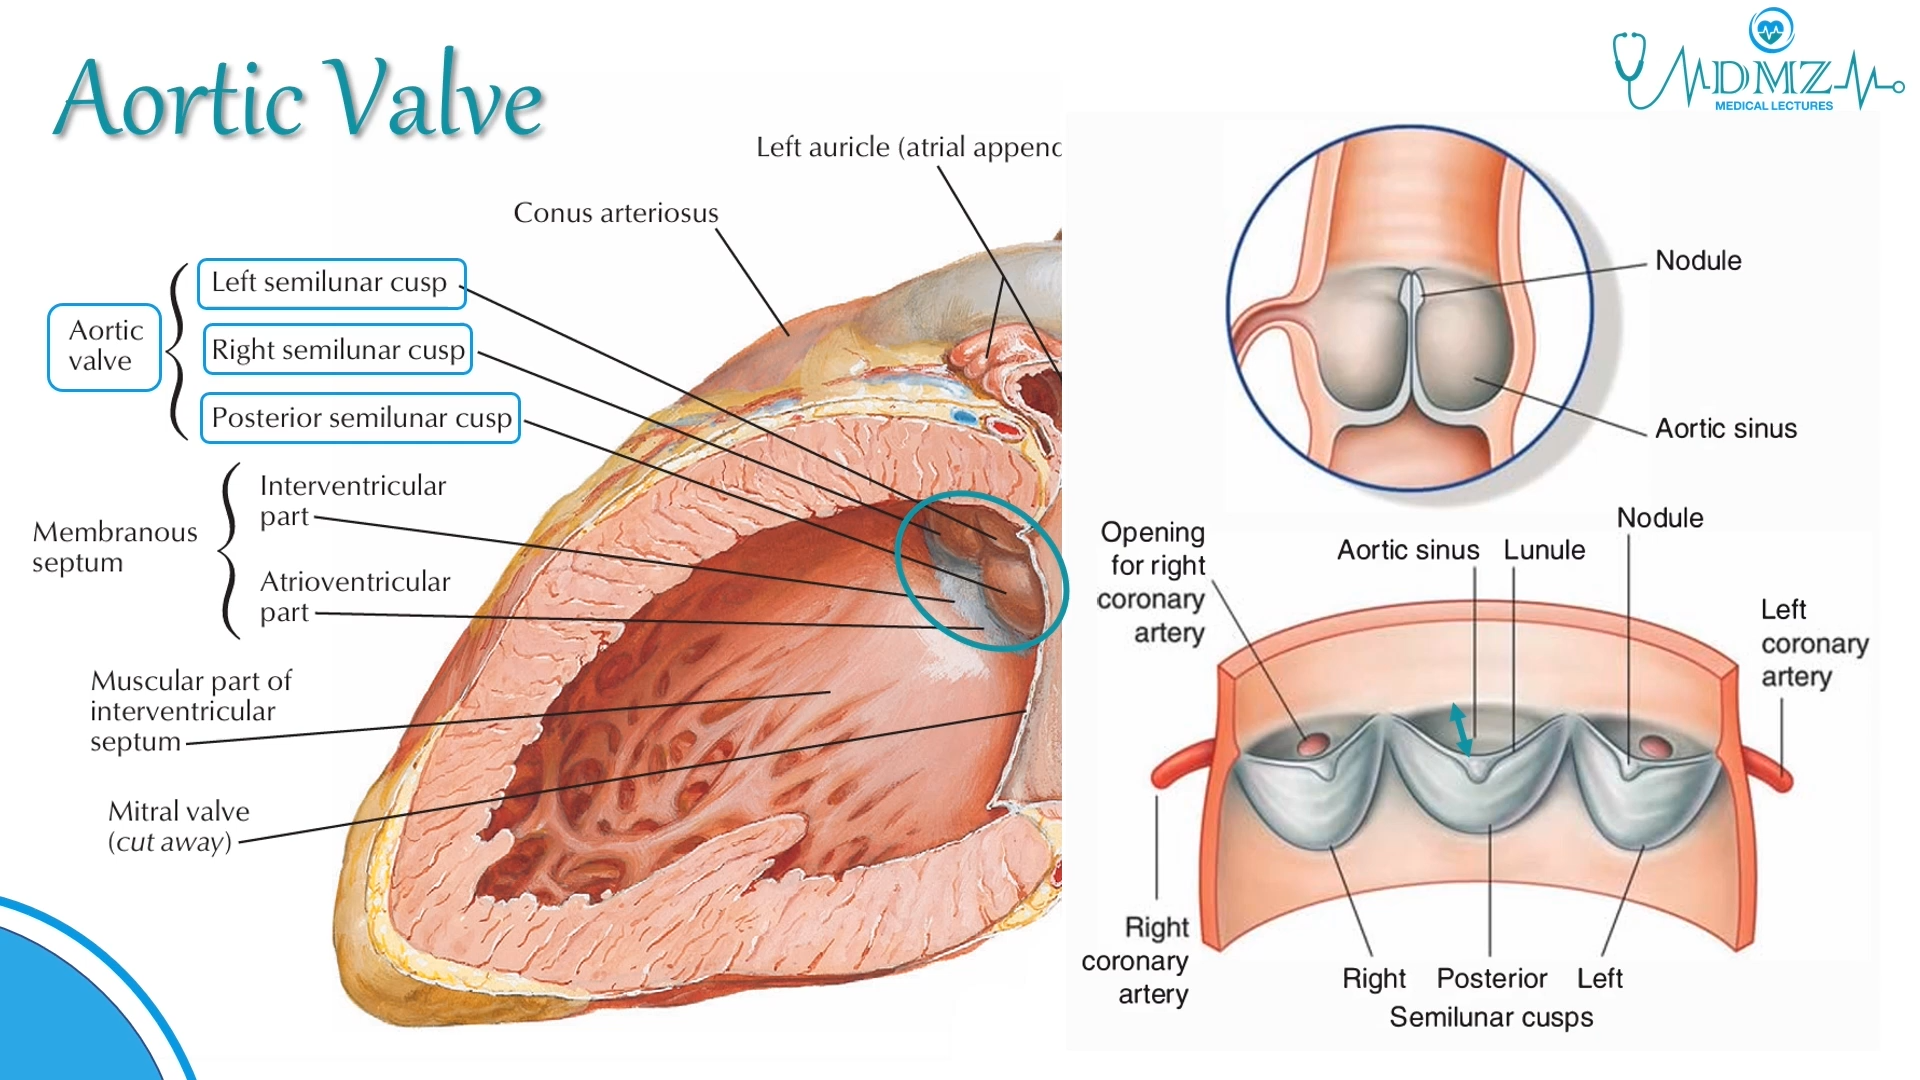 Aortic Valve
DMZ
MEDICAL LECTURES
Left auricle (atrial append
Conus arteriosus
Aortic
valve
Left semilunar cusp
Right semilunar cusp
Posterior semilunar cusp
Membranous
septum
Interventricular
part
Atrioventricular
part
Muscular part of
interventricular
septum
Mitral valve
(cut away)
Nodule
Aortic sinus
Opening
for right
coronary
artery
Aortic sinus
Lunule
Nodule
Left
coronary
artery
Right
coronary
artery
Right
Posterior
Left
Semilunar cusps